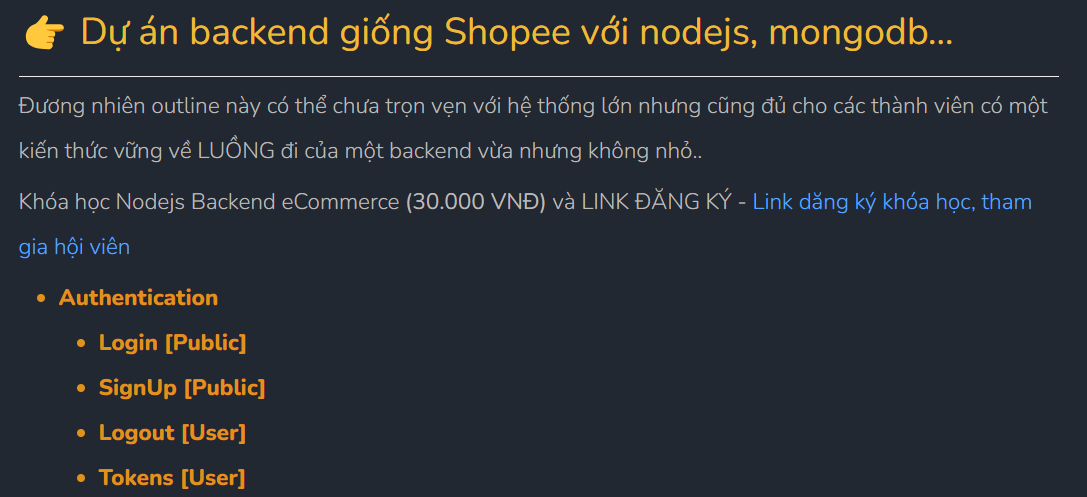 👉 Dự án backend giống Shopee với nodejs, mongodb...
Đương nhiên outline này có thể chưa trọn vẹn với hệ thống lớn nhưng cũng đủ cho các thành viên có một
kiến thức vững về LUỒNG đi của một backend vừa nhưng không nhỏ..
Khóa học Nodejs Backend eCommerce (30.000 VNĐ) và LINK ĐĂNG KÝ - Link dăng ký khóa học, tham
gia hội viên
• Authentication
• Login [Public]
• SignUp [Public]
• Logout [User]
• Tokens [User]